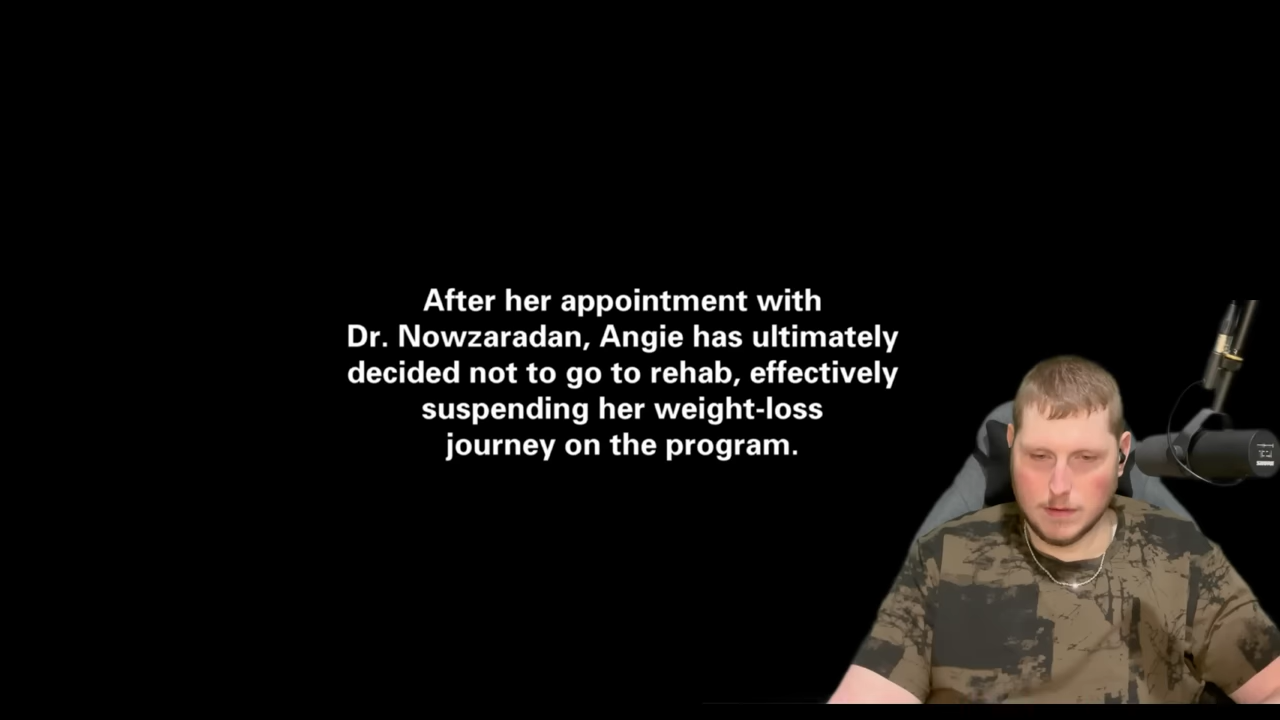 After her appointment with
Dr. Nowzaradan, Angie has ultimately
decided not to go to rehab, effectively
suspending her weight-loss
journey on the program.